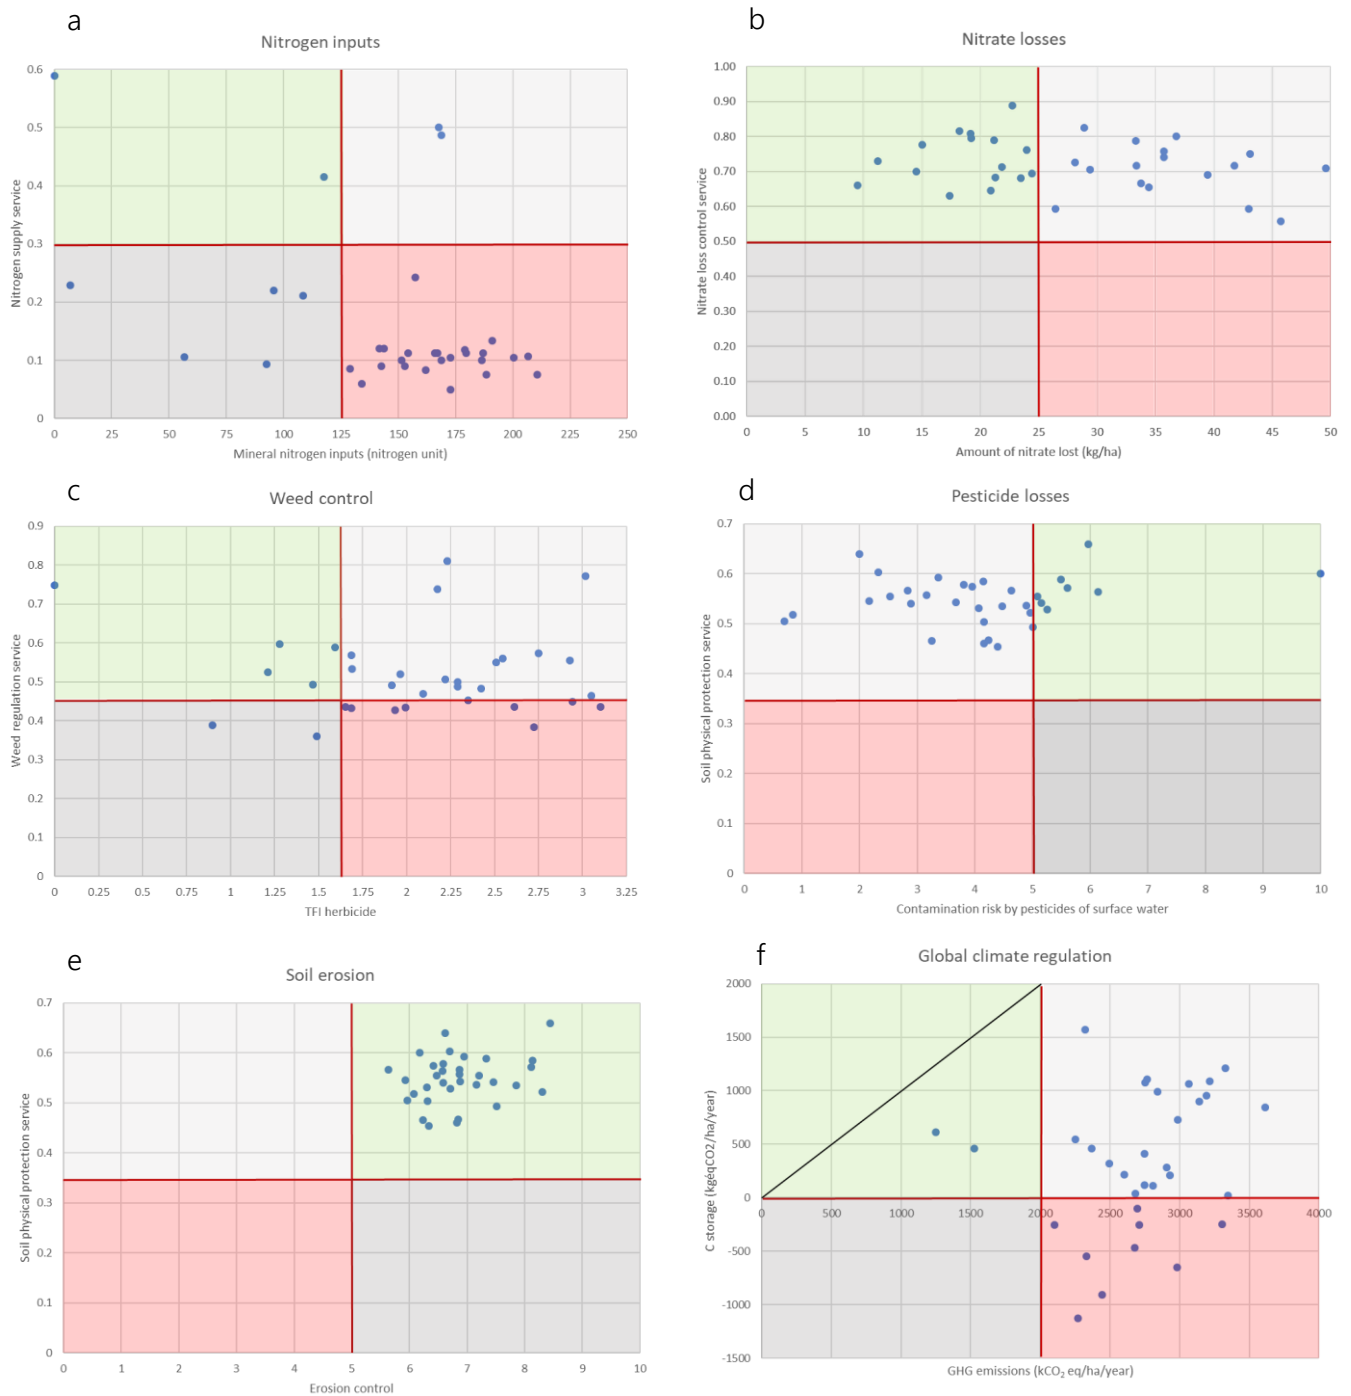 a
Nitrogen inputs
0.6
0.5
0.4
0.3
0.2
0.1
0
Nitrogen supply service
0 25 50 75 100 125 150 175 200 225 250
Mineral nitrogen inputs (nitrogen unit)
b
Nitrate losses
1.00
0.90
0.80
0.70
0.60
0.50
0.40
0.30
0.20
0.10
0.00
Nitrate loss control service
0 5 10 15 20 25 30 35 40 45 50
Amount of nitrate lost (kg/ha)
c
Weed control
0.9
0.8
0.7
0.6
0.5
0.4
0.3
0.2
0.1
0
Weed regulation service
0 0.25 0.5 0.75 1 1.25 1.5 1.75 2 2.25 2.5 2.75 3 3.25
TFI herbicide
d
Pesticide losses
0.7
0.6
0.5
0.4
0.3
0.2
0.1
0
Soil physical protection service
0 1 2 3 4 5 6 7 8 9 10
Contamination risk by pesticides of surface water
e
Soil erosion
0.7
0.6
0.5
0.4
0.3
0.2
0.1
0
Soil physical protection service
0 1 2 3 4 5 6 7 8 9 10
Erosion control
f
Global climate regulation
2000
1500
1000
500
0
-500
-1000
-1500
C storage (kgéqCO2/ha/year)
0 500 1000 1500 2000 2500 3000 3500 4000
GHG emissions (kCO₂ eq/ha/year)